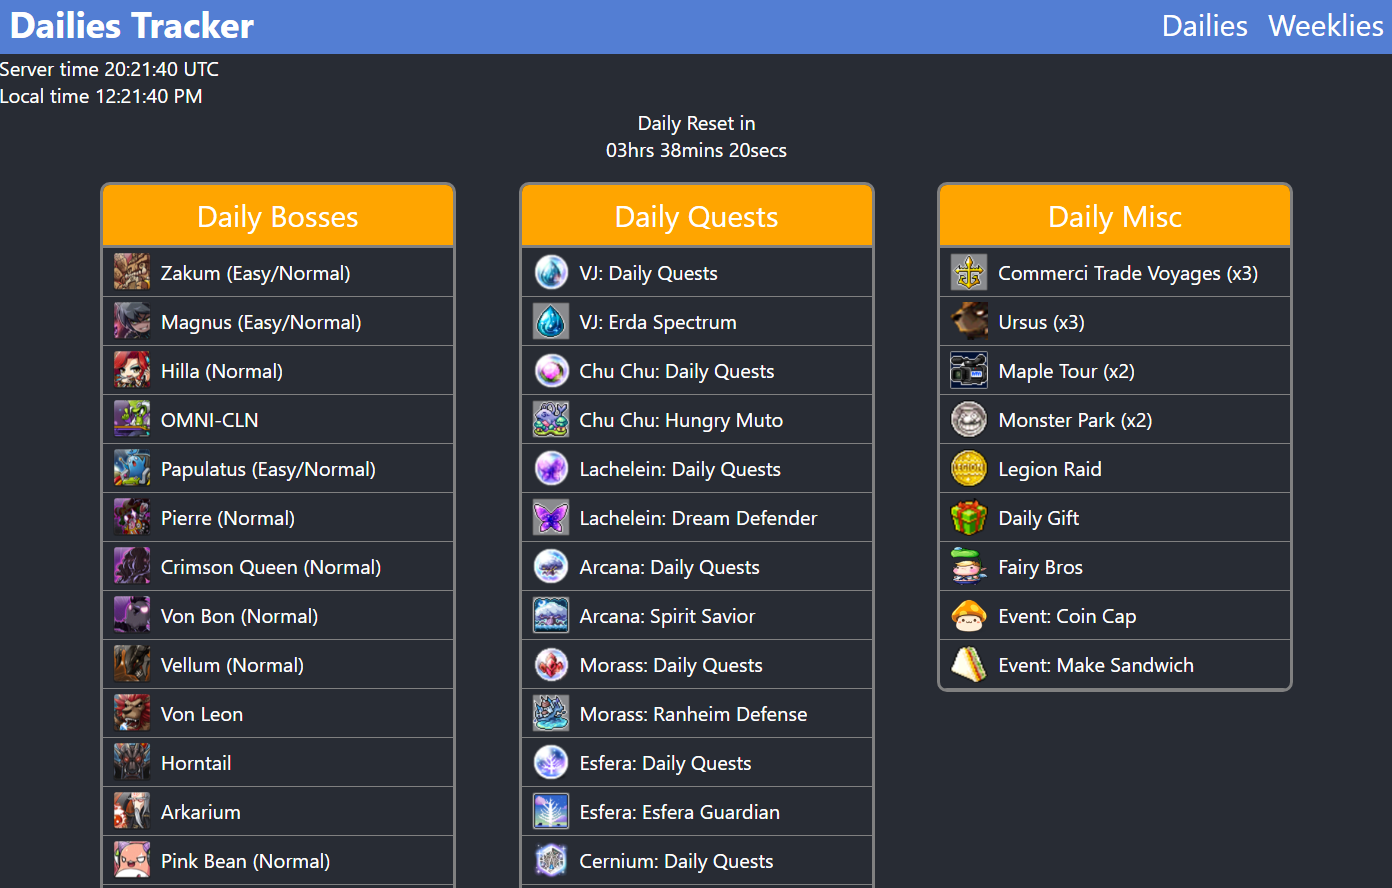 Dailies Tracker
Dailies Weeklies
Server time 20:21:40 UTC
Local time 12:21:40 PM
Daily Reset in
03hrs 38mins 20secs
Daily Bosses
Zakum (Easy/Normal)
Magnus (Easy/Normal)
Hilla (Normal)
OMNI-CLN
Papulatus (Easy/Normal)
Pierre (Normal)
Crimson Queen (Normal)
Von Bon (Normal)
Vellum (Normal)
Von Leon
Horntail
Arkarium
Pink Bean (Normal)
Daily Quests
VJ: Daily Quests
VJ: Erda Spectrum
Chu Chu: Daily Quests
Chu Chu: Hungry Muto
Lachelein: Daily Quests
Lachelein: Dream Defender
Arcana: Daily Quests
Arcana: Spirit Savior
Morass: Daily Quests
Morass: Ranheim Defense
Esfera: Daily Quests
Esfera: Esfera Guardian
Cernium: Daily Quests
Daily Misc
Commerci Trade Voyages (x3)
Ursus (x3)
Maple Tour (x2)
Monster Park (x2)
Legion Raid
Daily Gift
Fairy Bros
Event: Coin Cap
Event: Make Sandwich